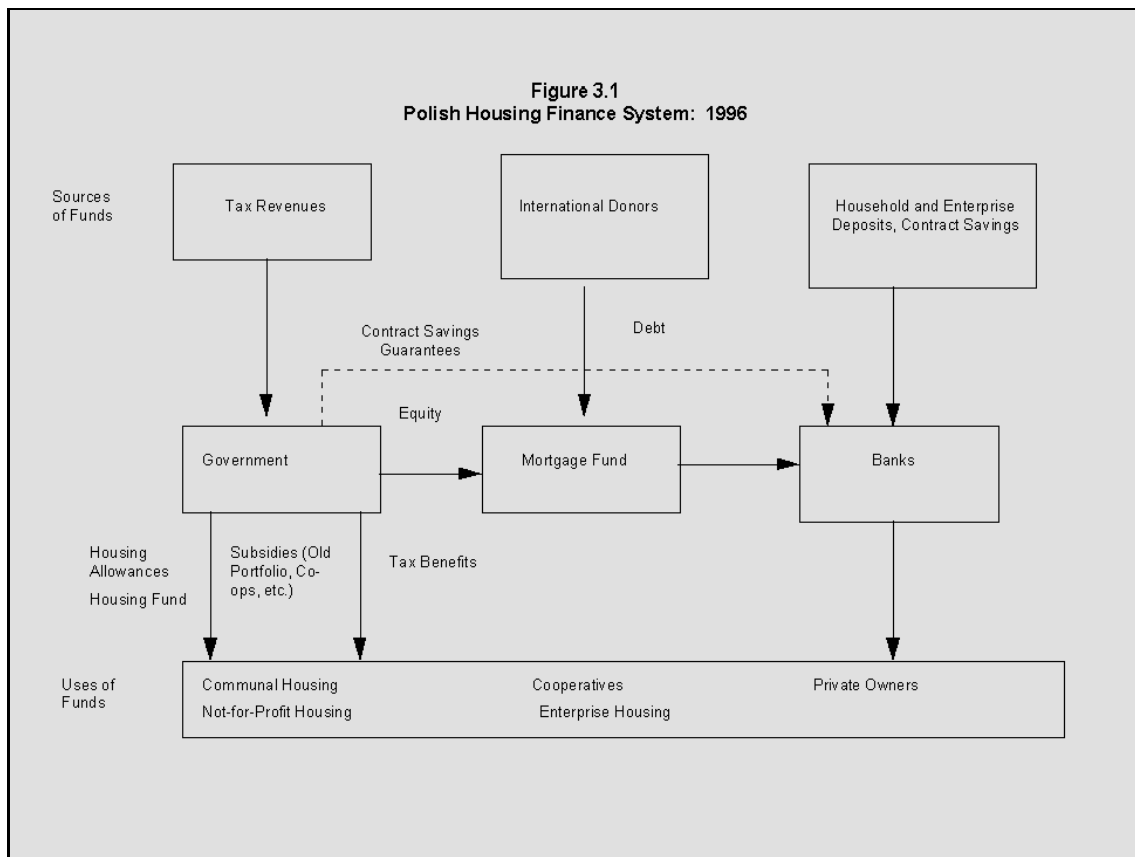 Figure 3.1
Polish Housing Finance System: 1996
Sources
of Funds
Tax Revenues
International Donors
Household and Enterprise
Deposits, Contract Savings
Contract Savings
Guarantees
Debt
Equity
Government
Mortgage Fund
Banks
Housing
Allowances
Housing Fund
Subsidies (Old
Portfolio, Co-
ops, etc.)
Tax Benefits
Uses of
Funds
Communal Housing
Cooperatives
Private Owners
Not-for-Profit Housing
Enterprise Housing